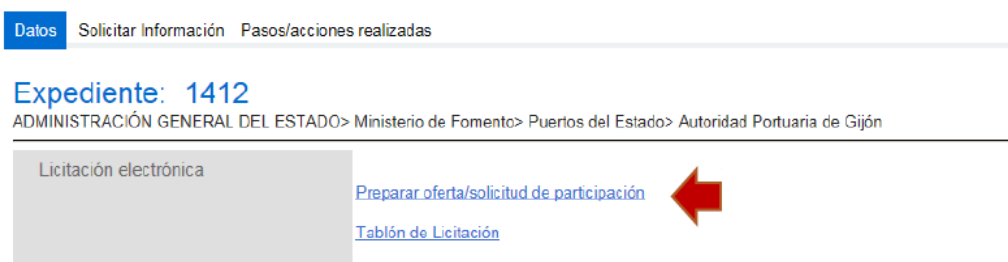 Datos Solicitar Información Pasos/acciones realizadas
Expediente: 1412
ADMINISTRACIÓN GENERAL DEL ESTADO> Ministerio de Fomento> Puertos del Estado> Autoridad Portuaria de Gijón
Licitación electrónica
Preparar oferta/solicitud de participación
Tablón de Licitación